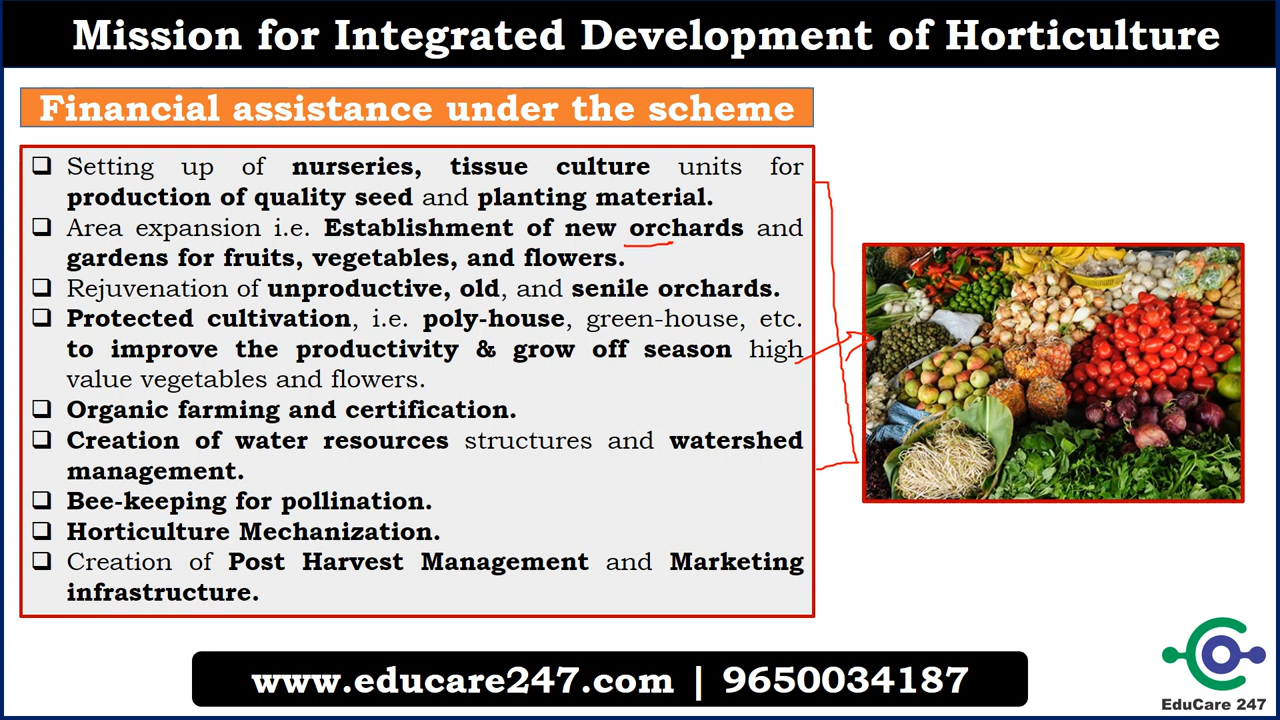 Mission for Integrated Development of Horticulture
Financial assistance under the scheme
❑ Setting up of nurseries, tissue culture units for
production of quality seed and planting material.
❑ Area expansion i.e. Establishment of new orchards and
gardens for fruits, vegetables, and flowers.
❑ Rejuvenation of unproductive, old, and senile orchards.
❑ Protected cultivation, i.e. poly-house, green-house, etc.
to improve the productivity & grow off season high
value vegetables and flowers.
❑ Organic farming and certification.
❑ Creation of water resources structures and watershed
management.
❑ Bee-keeping for pollination.
❑ Horticulture Mechanization.
❑ Creation of Post Harvest Management and Marketing
infrastructure.
www.educare247.com | 9650034187
EduCare 247